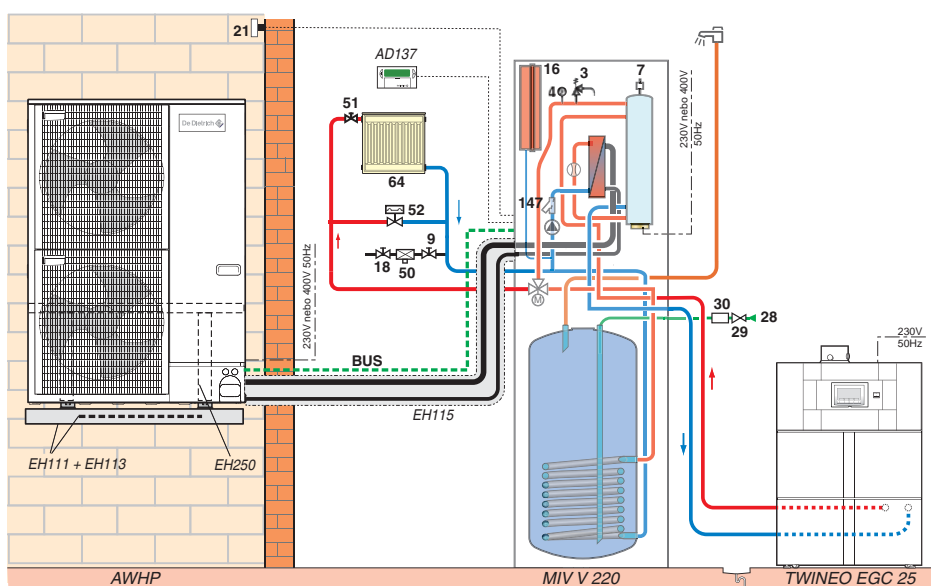 21
AD137
16
3
7
4
230V nebo 400V
50Hz
51
De Dietrich
64
52
147
9
18
50
230V nebo 400V 50Hz
30
28
29
BUS
230V
50Hz
M
EH115
EH111 + EH113
EH250
AWHP
MIV V 220
TWINEO EGC 25